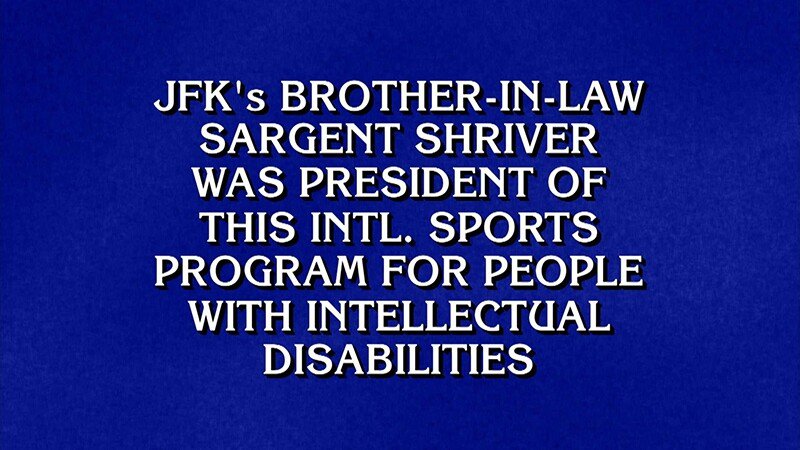 JFK's BROTHER-IN-LAW
SARGENT SHRIVER
WAS PRESIDENT OF
THIS INTL. SPORTS
PROGRAM FOR PEOPLE
WITH INTELLECTUAL
DISABILITIES